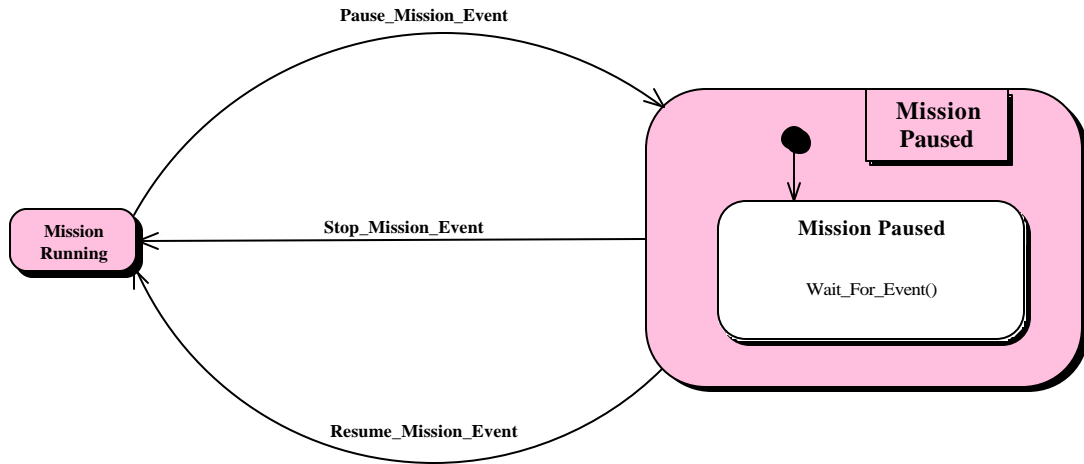 Pause_Mission_Event
Mission
Paused
Mission
Running
Stop_Mission_Event
Mission Paused
Wait_For_Event()
Resume_Mission_Event